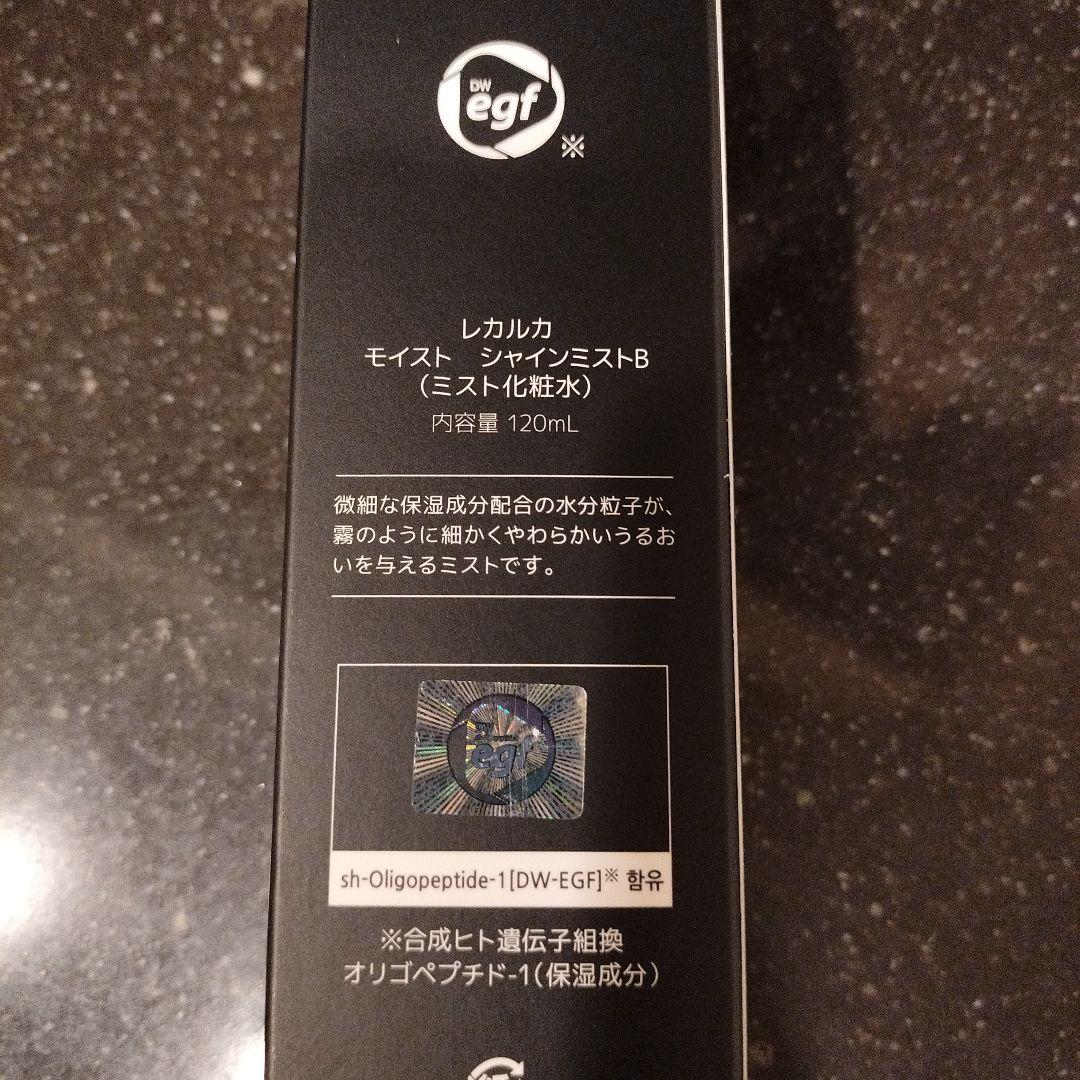 DW
egf
※
レカルカ
モイスト　シャインミストB
（ミスト化粧水）
内容量 120mL
微細な保湿成分配合の水分粒子が、
霧のように細かくやわらかいうるお
いを与えるミストです。
DW
egf
sh-Oligopeptide-1[DW-EGF]※ 함유
※合成ヒト遺伝子組換
オリゴペプチド-1（保湿成分）